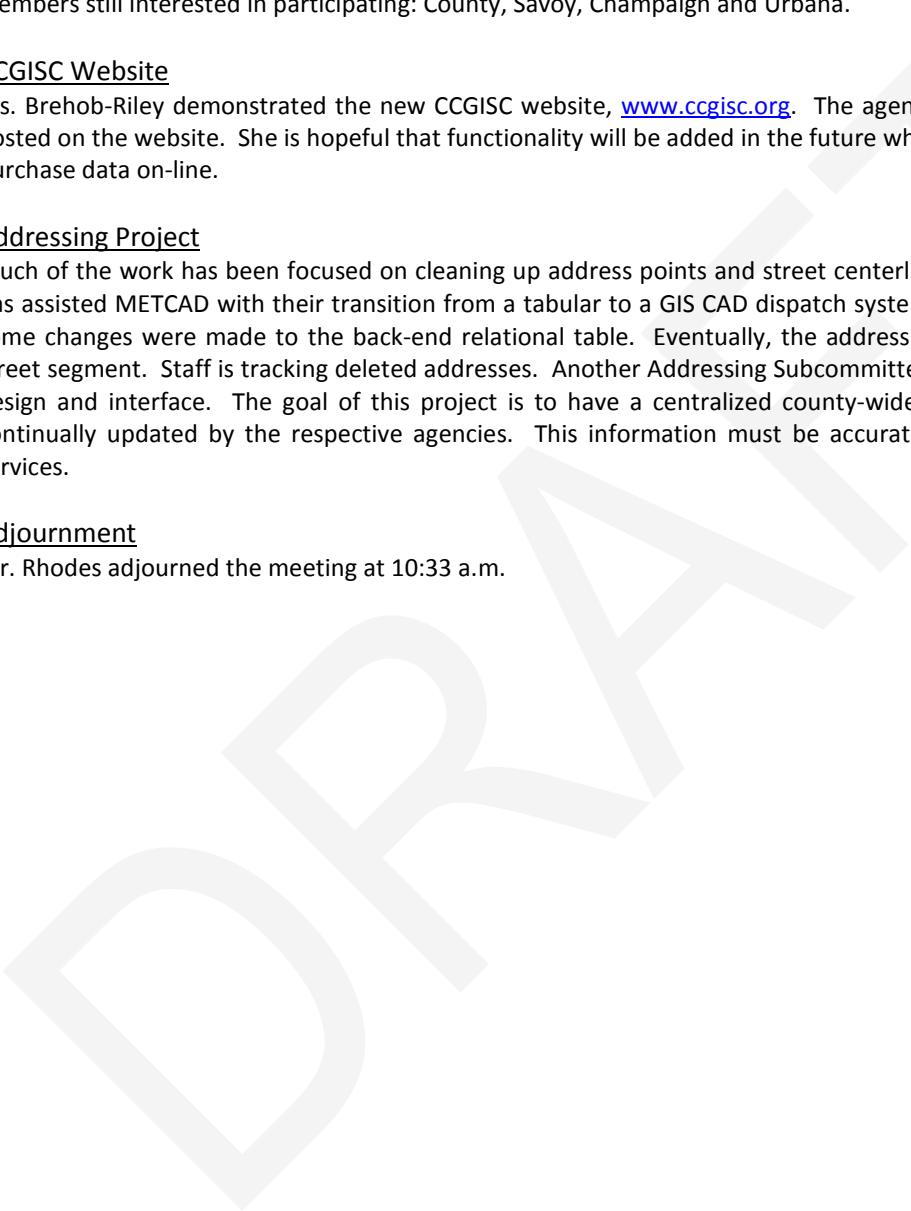 embers still interested in participating: County, Savoy, Champaign and Urbana.
CGISC Website
s. Brehob-Riley demonstrated the new CCGISC website, www.ccgisc.org. The agen
osted on the website. She is hopeful that functionality will be added in the future wh
urchase data on-line.
ddressing Project
uch of the work has been focused on cleaning up address points and street centerl
as assisted METCAD with their transition from a tabular to a GIS CAD dispatch syste
ome changes were made to the back-end relational table. Eventually, the address
reet segment. Staff is tracking deleted addresses. Another Addressing Subcommitte
esign and interface. The goal of this project is to have a centralized county-wide
ontinually updated by the respective agencies. This information must be accurat
rvices.
djournment
r. Rhodes adjourned the meeting at 10:33 a.m.
DRAFT